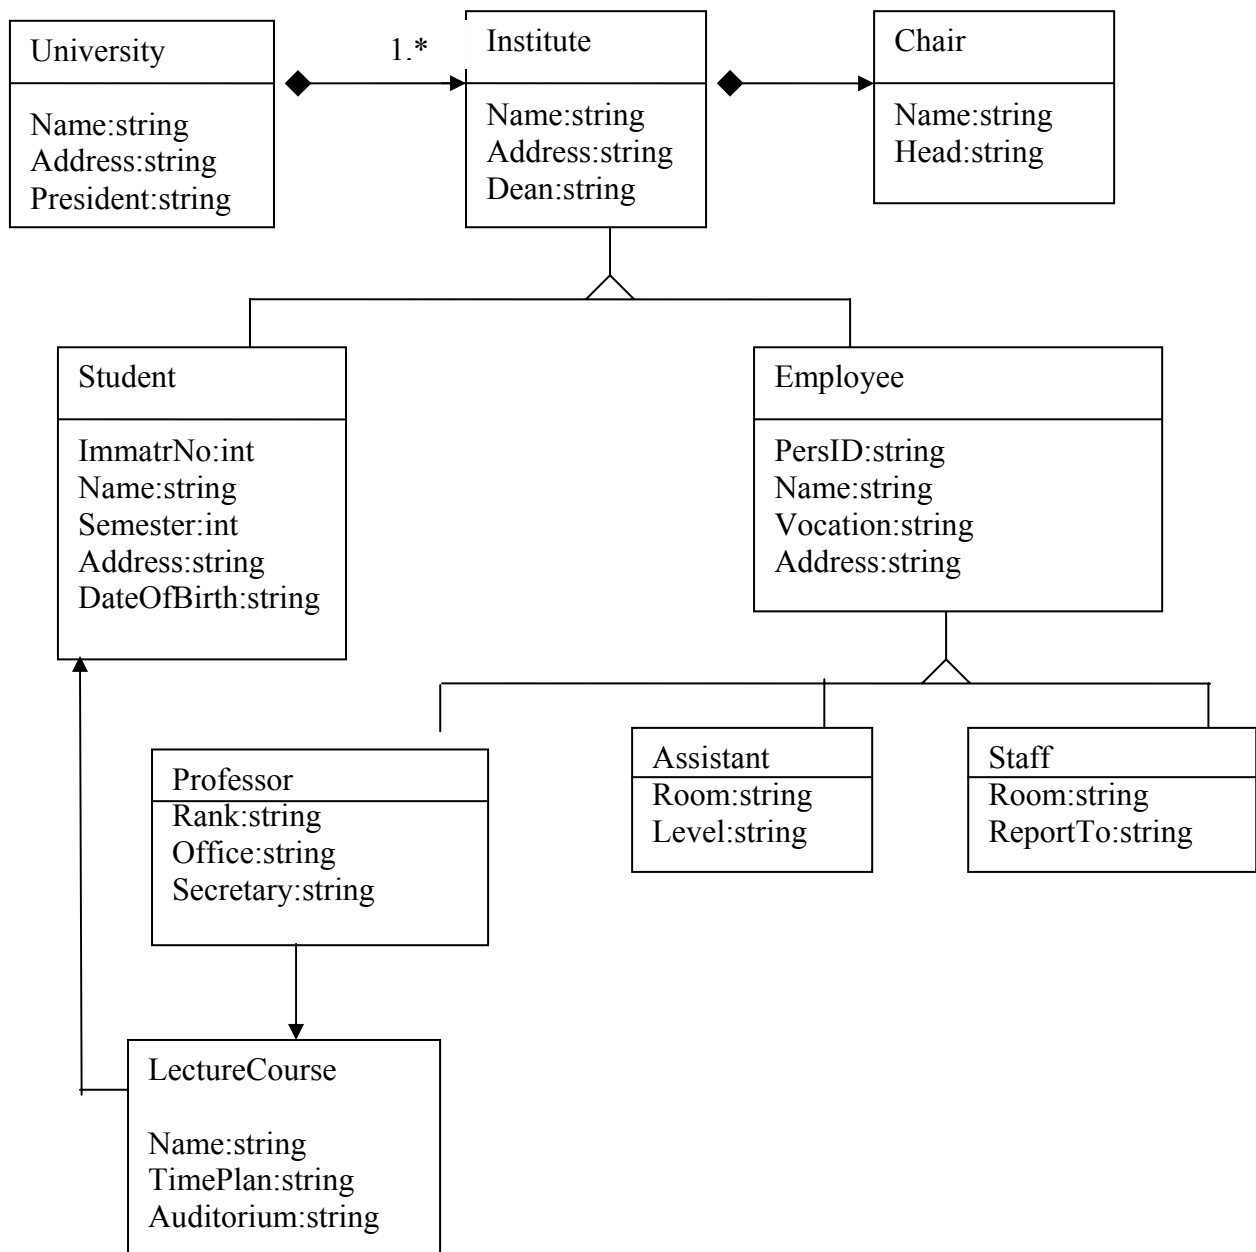 University
Name:string
Address:string
President:string
1.*
Institute
Name:string
Address:string
Dean:string
Chair
Name:string
Head:string
Student
ImmatrNo:int
Name:string
Semester:int
Address:string
DateOfBirth:string
Employee
PersID:string
Name:string
Vocation:string
Address:string
Professor
Rank:string
Office:string
Secretary:string
Assistant
Room:string
Level:string
Staff
Room:string
ReportTo:string
LectureCourse
Name:string
TimePlan:string
Auditorium:string